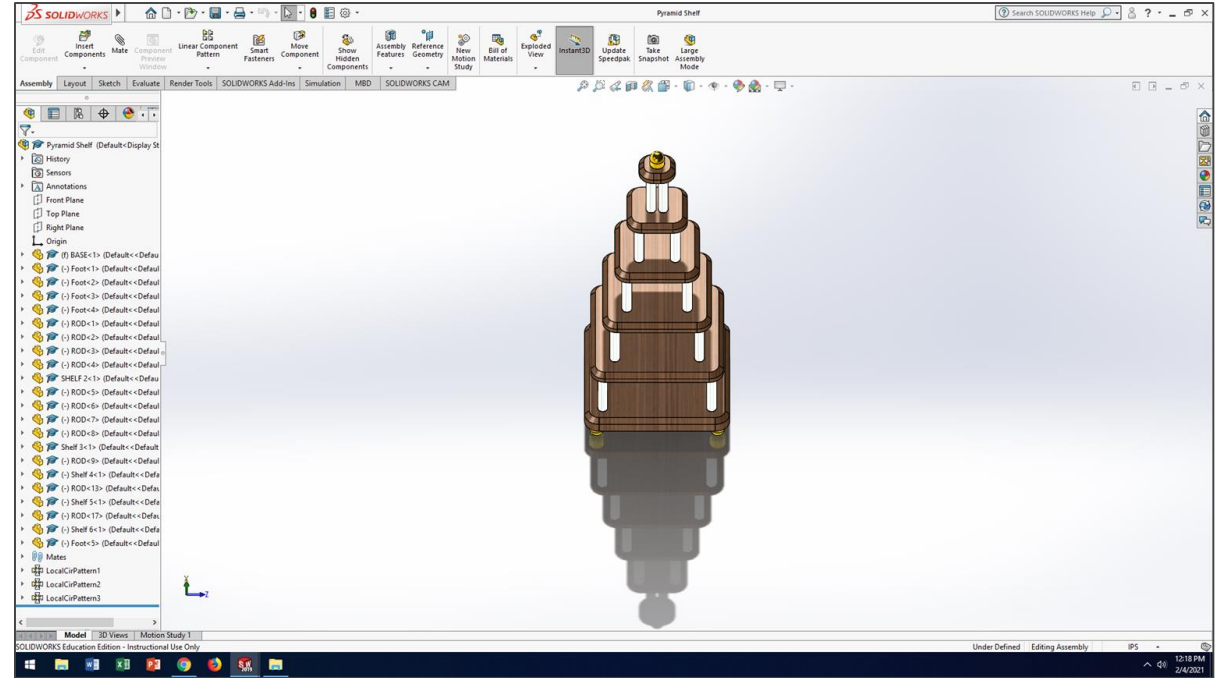 SOLIDWORKS
Pyramid Shelf
Search SOLIDWORKS Help
Edit Component
Insert Components
Mate
Component Preview Window
Linear Component Pattern
Smart Fasteners
Move Component
Show Hidden Components
Assembly Features
Reference Geometry
New Motion Study
Bill of Materials
Exploded View
Instant3D
Update Speedpak
Take Snapshot
Large Assembly Mode
Assembly Layout Sketch Evaluate Render Tools SOLIDWORKS Add-Ins Simulation MBD SOLIDWORKS CAM
Pyramid Shelf (Default<Display St
History
Sensors
Annotations
Front Plane
Top Plane
Right Plane
Origin
(f) BASE<1> (Default<<Defau
(-) Foot<1> (Default<<Defaul
(-) Foot<2> (Default<<Defaul
(-) Foot<3> (Default<<Defaul
(-) Foot<4> (Default<<Defaul
(-) ROD<1> (Default<<Defaul
(-) ROD<2> (Default<<Defaul
(-) ROD<3> (Default<<Defaul
(-) ROD<4> (Default<<Defaul
SHELF 2<1> (Default<<Defau
(-) ROD<5> (Default<<Defaul
(-) ROD<6> (Default<<Defaul
(-) ROD<7> (Default<<Defaul
(-) ROD<8> (Default<<Defaul
Shelf 3<1> (Default<<Default
(-) ROD<9> (Default<<Defaul
(-) Shelf 4<1> (Default<<Defa
(-) ROD<13> (Default<<Defau
(-) Shelf 5<1> (Default<<Defa
(-) ROD<17> (Default<<Defau
(-) Shelf 6<1> (Default<<Defa
(-) Foot<5> (Default<<Defaul
Mates
LocalCirPattern1
LocalCirPattern2
LocalCirPattern3
Y
Z
Model 3D Views Motion Study 1
SOLIDWORKS Education Edition - Instructional Use Only
Under Defined Editing Assembly IPS
12:18 PM
2/4/2021